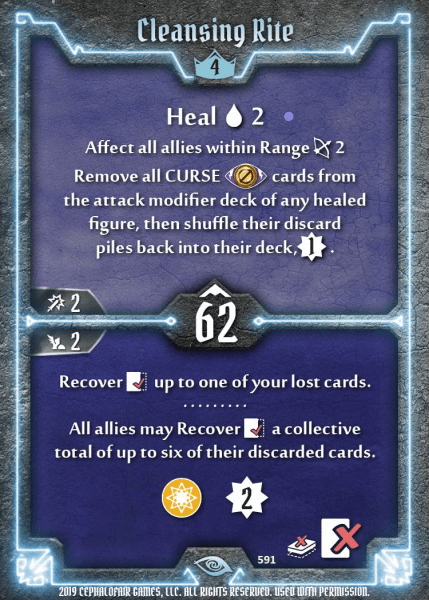 Cleansing Rite
4
Heal 2
Affect all allies within Range 2
Remove all CURSE cards from
the attack modifier deck of any healed
figure, then shuffle their discard
piles back into their deck, 1 .
2
62
2
Recover up to one of your lost cards.
.........
All allies may Recover a collective
total of up to six of their discarded cards.
2
591
2019 CEPHALOFAIR GAMES, LLC. ALL RIGHTS RESERVED. USED WITH PERMISSION.